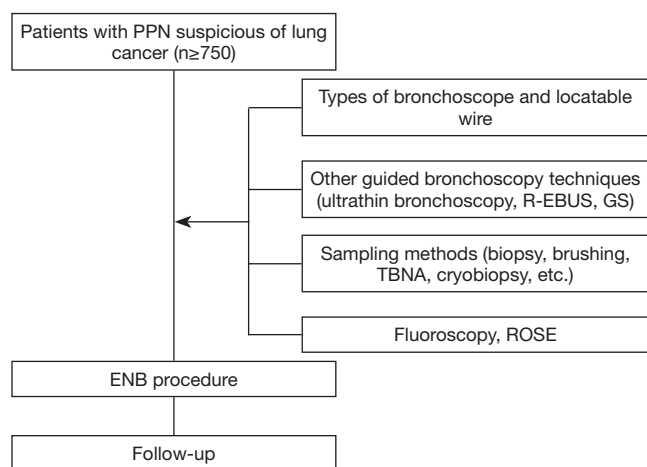 Patients with PPN suspicious of lung
cancer (n≥750)
Types of bronchoscope and locatable
wire
Other guided bronchoscopy techniques
(ultrathin bronchoscopy, R-EBUS, GS)
Sampling methods (biopsy, brushing,
TBNA, cryobiopsy, etc.)
Fluoroscopy, ROSE
ENB procedure
Follow-up